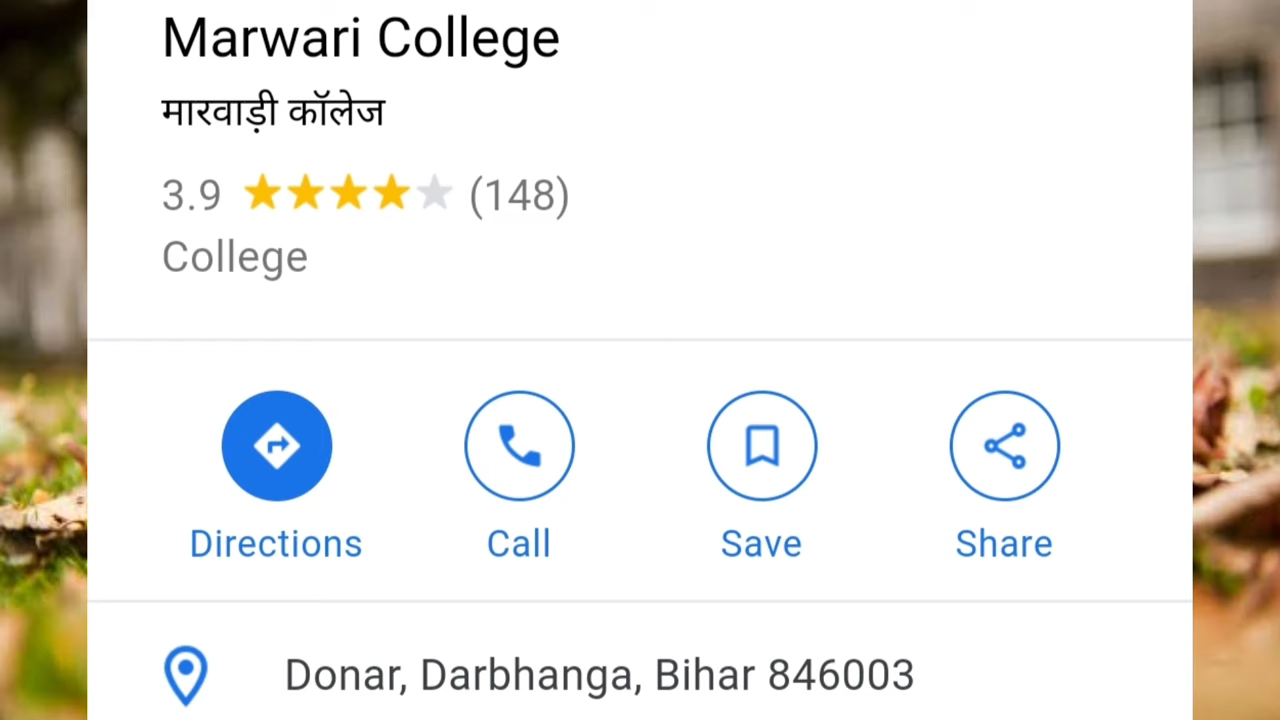 Marwari College
मारवाड़ी कॉलेज
3.9 (148)
College
Directions Call Save Share
Donar, Darbhanga, Bihar 846003